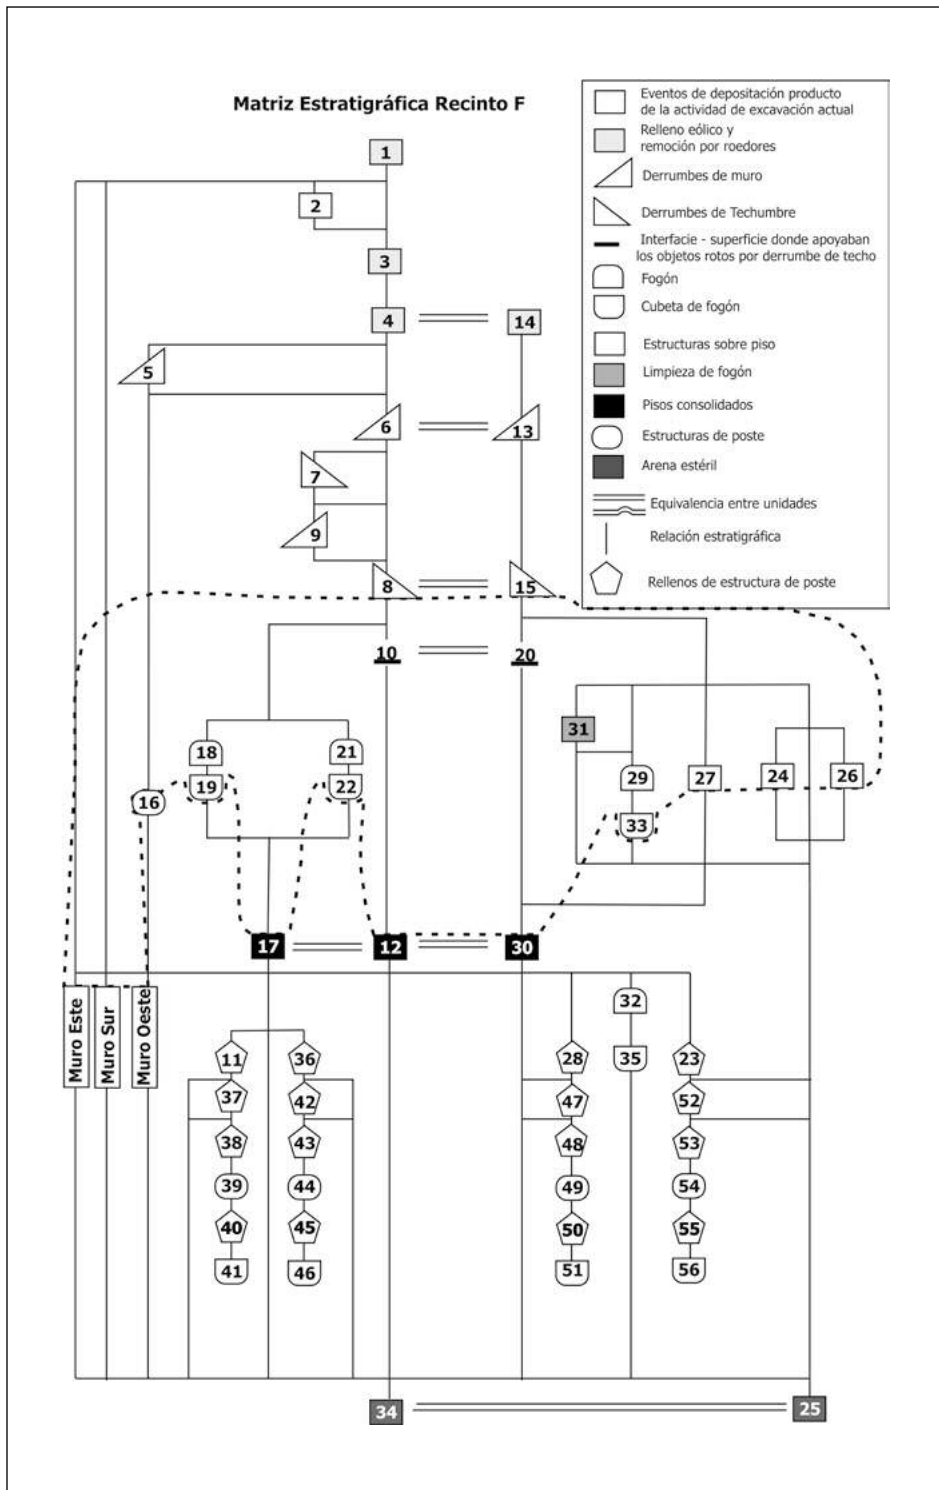 Matriz Estratigráfica Recinto F
Eventos de depositación producto
de la actividad de excavación actual
Relleno eólico y
remoción por roedores
Derrumbes de muro
Derrumbes de Techumbre
Interfacie - superficie donde apoyaban
los objetos rotos por derrumbe de techo
Fogón
Cubeta de fogón
Estructuras sobre piso
Limpieza de fogón
Pisos consolidados
Estructuras de poste
Arena estéril
Equivalencia entre unidades
Relación estratigráfica
Rellenos de estructura de poste
1
2
3
4 14
5
6 13
7
9
8 15
10 20
31
18 21
29 27 24 26
19 22
16
33
17 12 30
Muro Este
Muro Sur
Muro Oeste
32
11 36 28 35 23
37 42 47 52
38 43 48 53
39 44 49 54
40 45 50 55
41 46 51 56
34 25